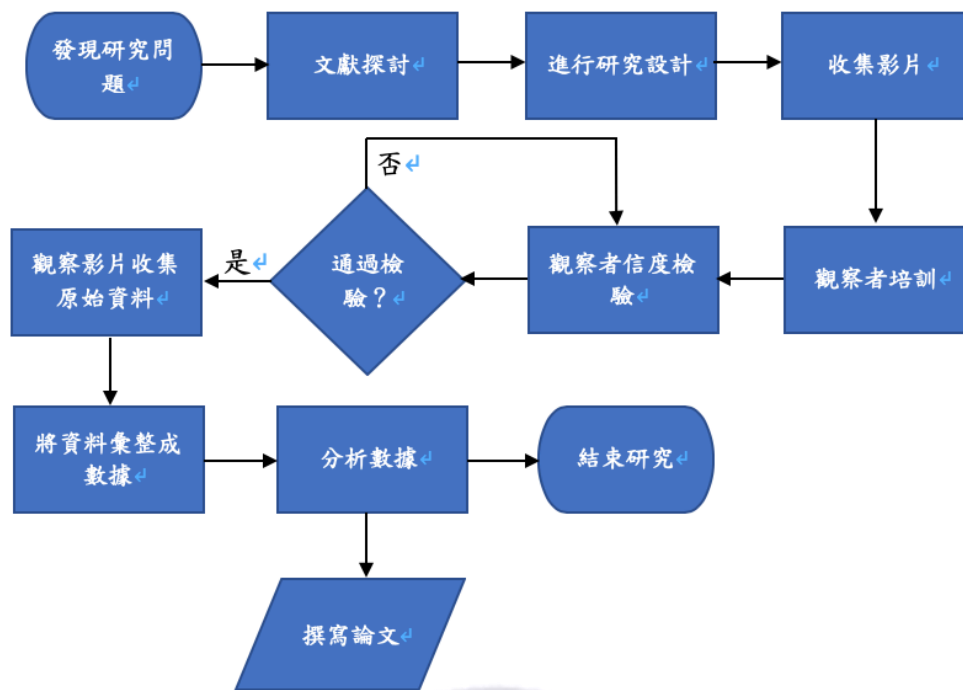 發現研究問
題
文獻探討
進行研究設計
收集影片
否
觀察影片收集
原始資料
是
通過檢
驗？
觀察者信度檢
驗
觀察者培訓
將資料彙整成
數據
分析數據
結束研究
撰寫論文